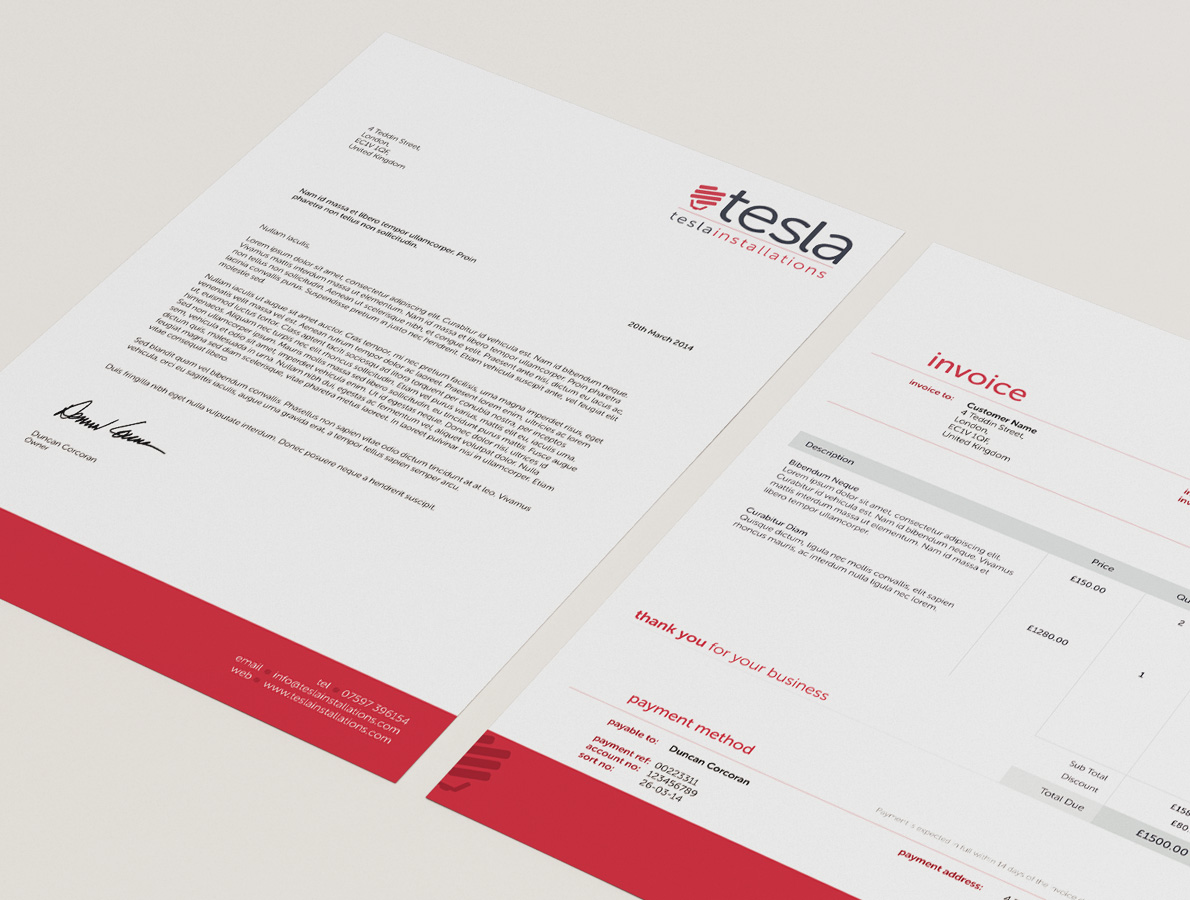 4 Teddin Street,
London,
EC1V 1QF,
United Kingdom
tesla
teslainstallations
Nam id massa et libero tempor ullamcorper. Proin
pharetra non tellus non sollicitudin.
20th March 2014
Nullam iaculis,
Lorem ipsum dolor sit amet, consectetur adipiscing elit. Curabitur id vehicula est. Nam id bibendum neque.
Vivamus mattis interdum massa ut elementum. Nam id massa et libero tempor ullamcorper. Proin pharetra
non tellus non sollicitudin. Aenean ut scelerisque nibh, et congue velit. Praesent ante nisi, dictum eu lacus ac,
lacinia convallis purus. Suspendisse pretium in justo nec hendrerit. Etiam vehicula suscipit ante, vel feugiat elit
molestie sed.
Nullam iaculis ut augue sit amet auctor. Cras tempor, mi nec pretium facilisis, urna magna imperdiet risus, eget
venenatis velit massa vel est. Aenean rutrum tempor dolor ac laoreet. Praesent lorem enim, ultricies ac lorem
ut, euismod luctus tortor. Class aptent taciti sociosqu ad litora torquent per conubia nostra, per inceptos
himenaeos. Aliquam nec turpis nec elit rhoncus sollicitudin. Etiam vel purus varius, mattis elit eu, iaculis urna.
Sed non ullamcorper ipsum. Mauris mollis massa sed libero sollicitudin, eu tincidunt purus mattis. Fusce augue
sem, vehicula et odio sit amet, imperdiet vehicula enim. Ut id egestas neque. Donec dolor nisi, ultrices id
dictum quis, malesuada in urna. Nullam nibh dui, egestas ac fermentum vel, aliquet volutpat dolor. Nulla
feugiat magna sed diam scelerisque, vitae pharetra metus laoreet. In laoreet pulvinar nisi in ullamcorper. Etiam
vitae consequat libero.
Sed blandit quam vel bibendum convallis. Phasellus non sapien vitae odio dictum tincidunt at at leo. Vivamus
vehicula, orci eu sagittis iaculis, augue urna gravida erat, a tempor tellus sapien semper arcu.
Duis fringilla nibh eget nulla vulputate interdum. Donec posuere neque a hendrerit suscipit.
Duncan Corcoran
Owner
tel • 07597 396154
email • info@teslainstallations.com
web • www.teslainstallations.com
invoice
invoice to: Customer Name
4 Teddin Street,
London,
EC1V 1QF,
United Kingdom
Description Price
Bibendum Neque
Lorem ipsum dolor sit amet, consectetur adipiscing elit.
Curabitur id vehicula est. Nam id bibendum neque. Vivamus
mattis interdum massa ut elementum. Nam id massa et
libero tempor ullamcorper.
£150.00 2
Curabitur Diam
Quisque dictum, ligula nec mollis convallis, elit sapien
rhoncus mauris, ac interdum nulla ligula nec lorem.
£1280.00 1
thank you for your business
Sub Total
Discount
Total Due £1500.00
payment method
payable to: Duncan Corcoran
payment ref: 00223311
account no: 123456789
sort no: 26-03-14
Payment is expected in full within 14 days of the invoice
payment address: